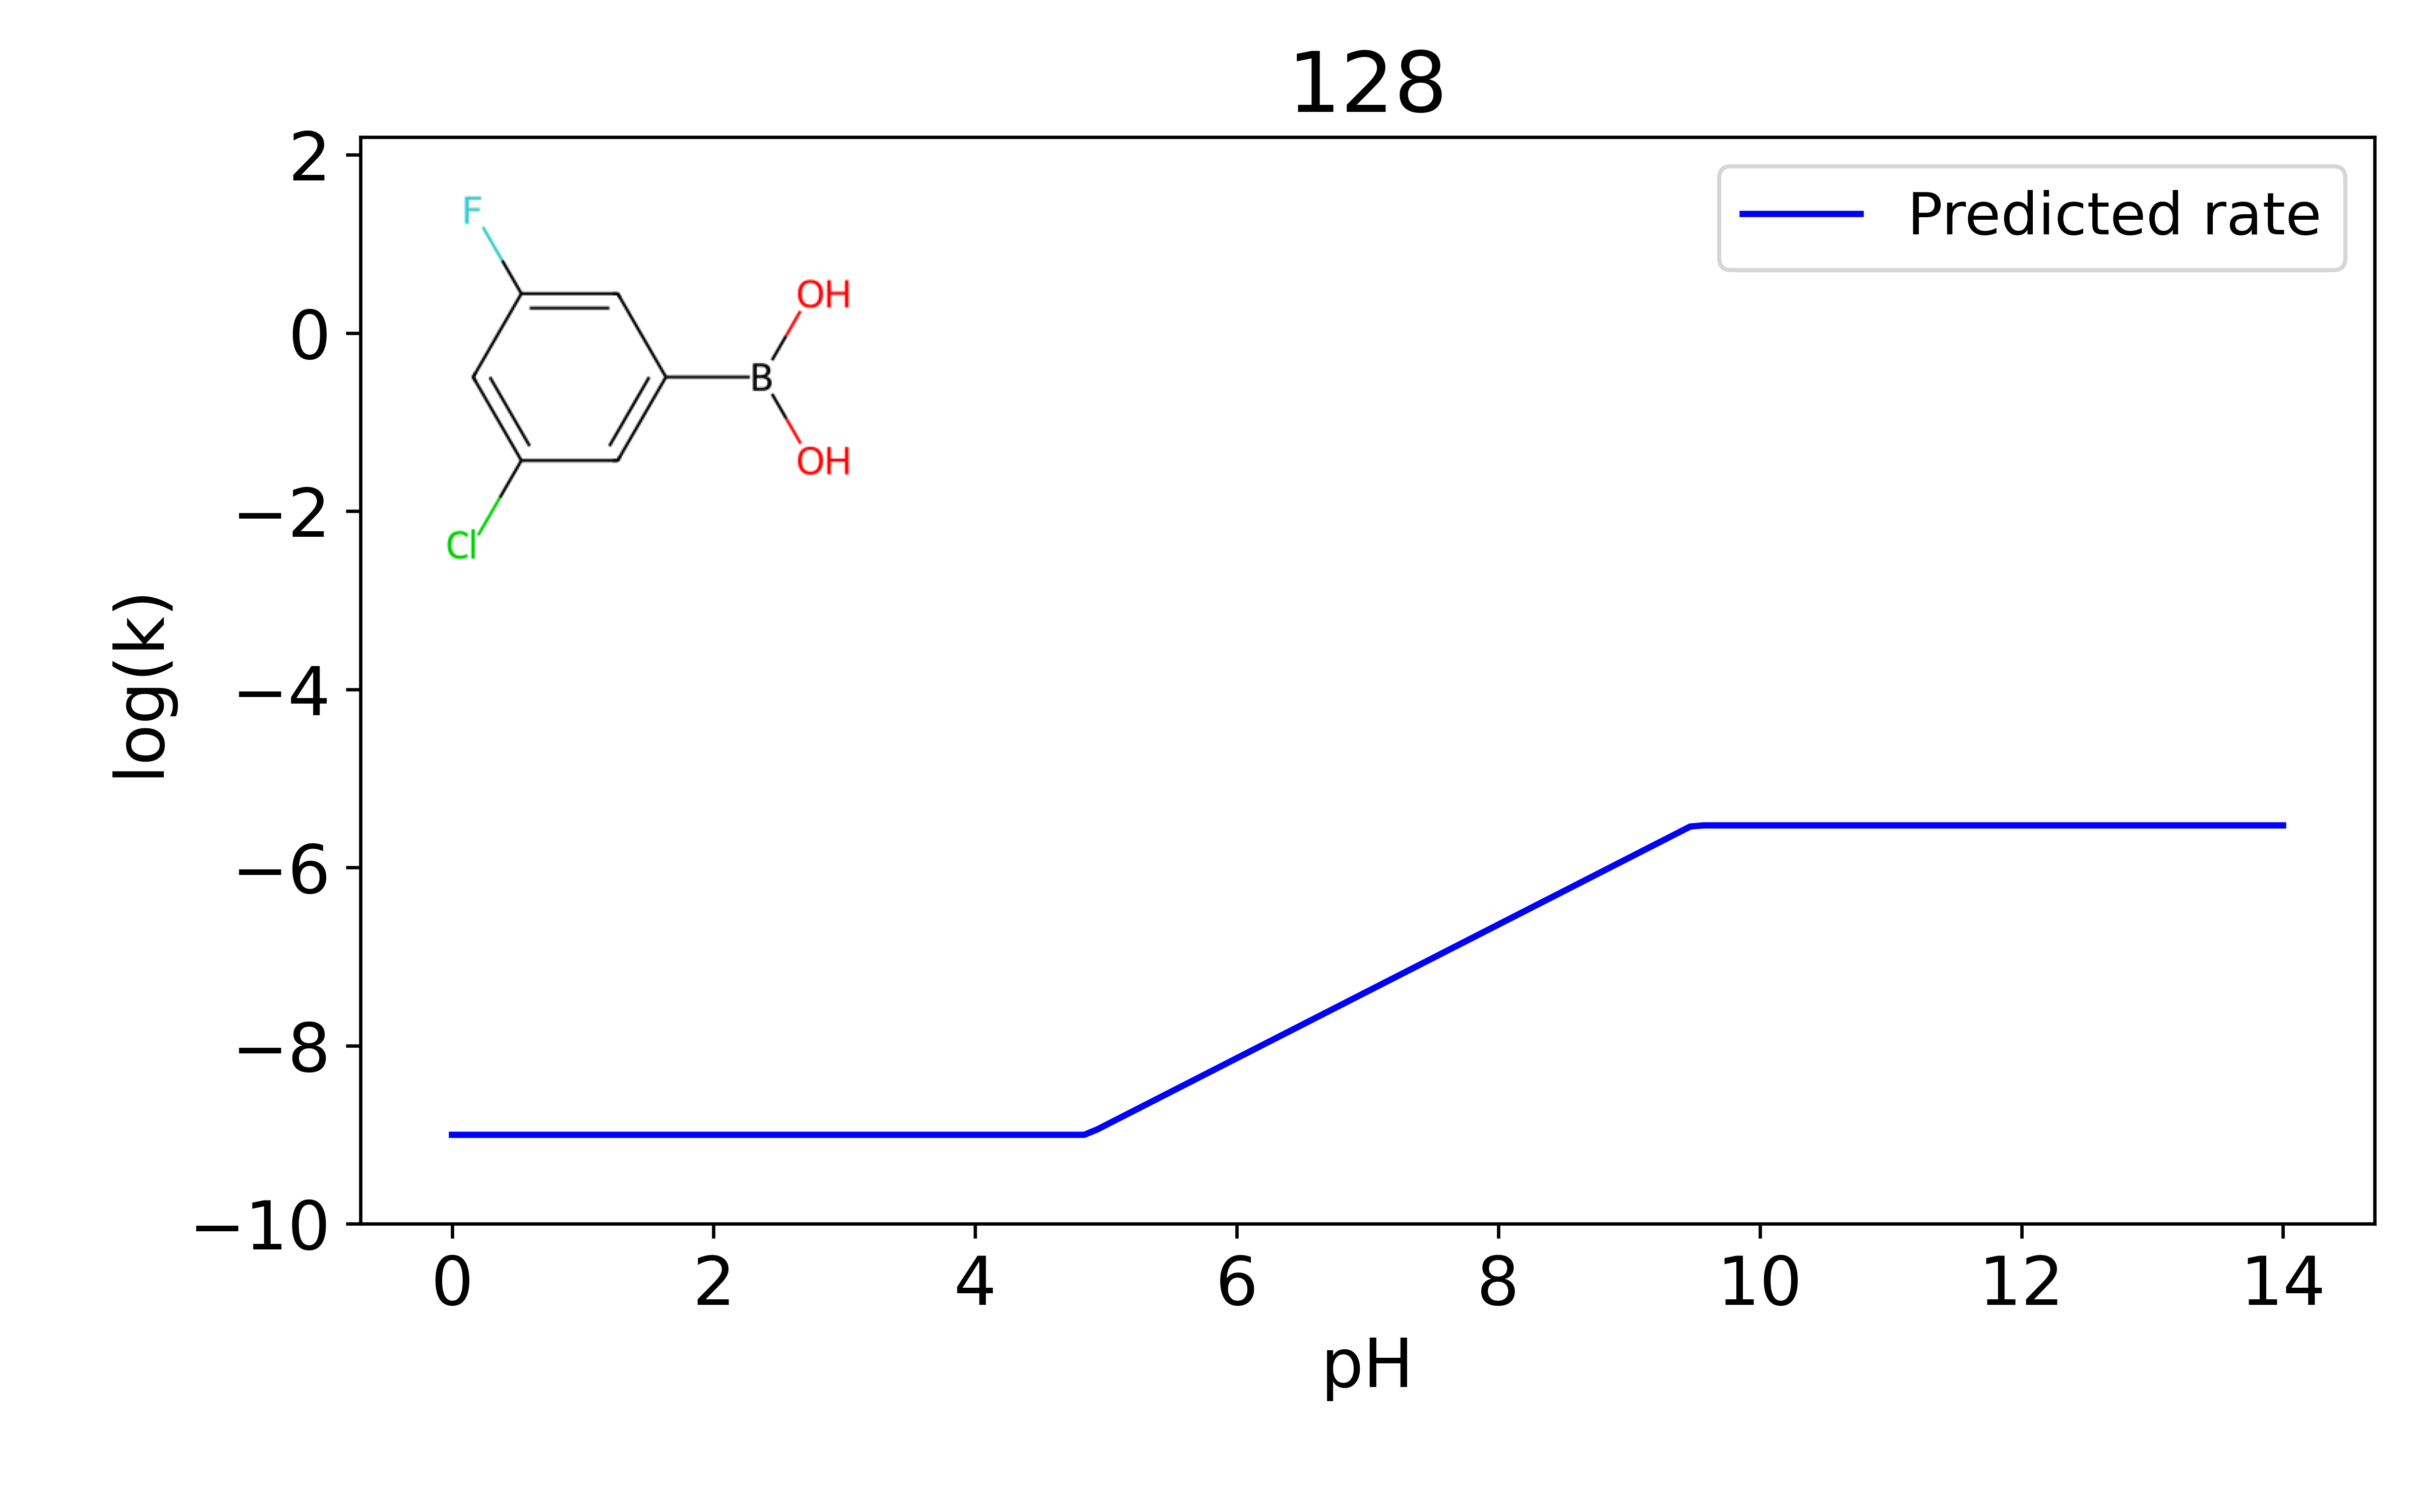 128
2
0
−2
−4
−6
−8
−10
log(k)
F
OH
B
OH
Cl
Predicted rate
0 2 4 6 8 10 12 14
pH